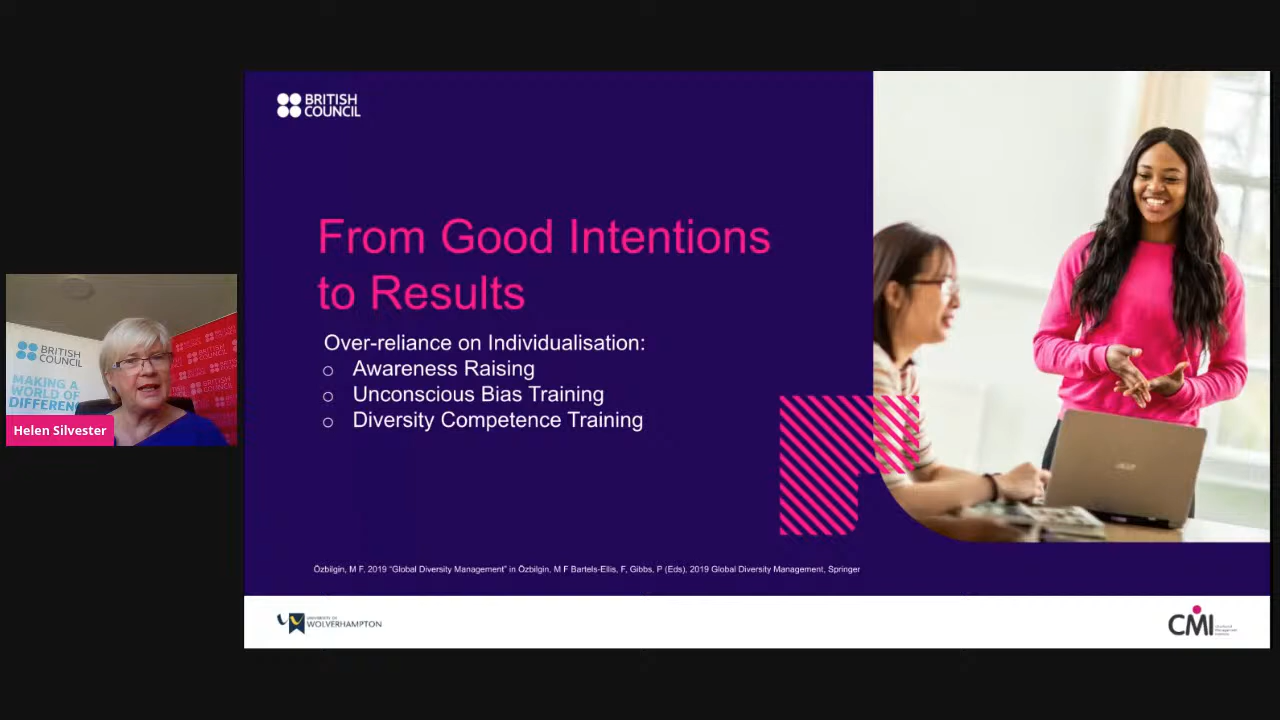 BRITISH
COUNCIL
From Good Intentions
to Results
Over-reliance on Individualisation:
Awareness Raising
Unconscious Bias Training
Diversity Competence Training
Özbilgin, M F. 2019 “Global Diversity Management” in Özbilgin, M F Bartels-Ellis, F, Gibbs, P (Eds), 2019 Global Diversity Management, Springer
UNIVERSITY OF
WOLVERHAMPTON
CMI
BRITISH
COUNCIL
MAKING A
WORLD OF
Helen Silvester
acer